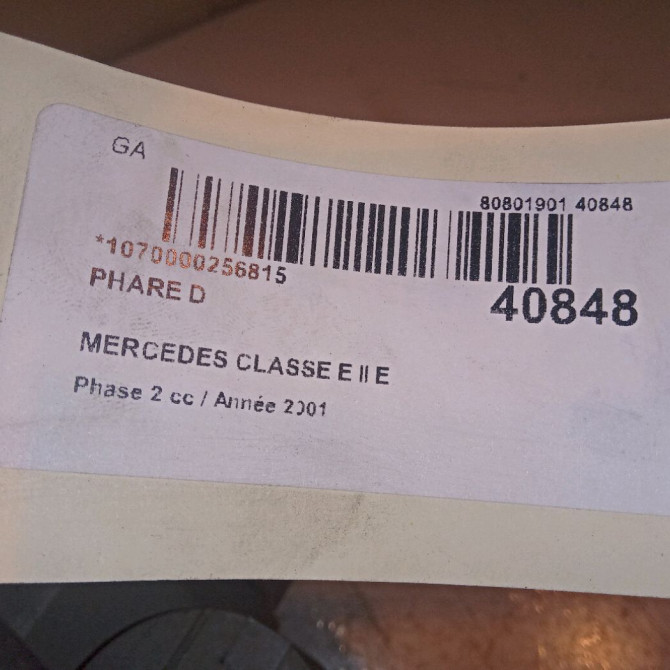 GA
80801901 40848
*1070000256815
40848
PHARE D
MERCEDES CLASSE E II E
Phase 2 cc / Année 2001